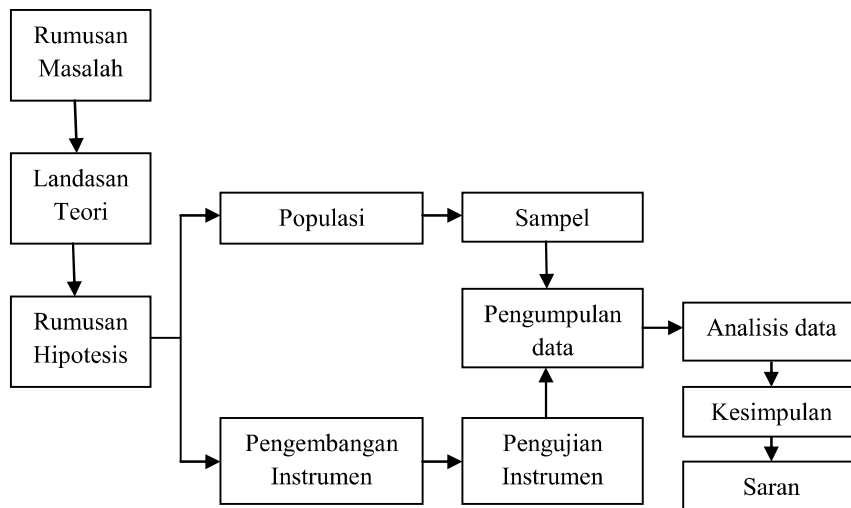 Rumusan
Masalah
Landasan
Teori
Rumusan
Hipotesis
Populasi
Sampel
Pengumpulan
data
Pengembangan
Instrumen
Pengujian
Instrumen
Analisis data
Kesimpulan
Saran